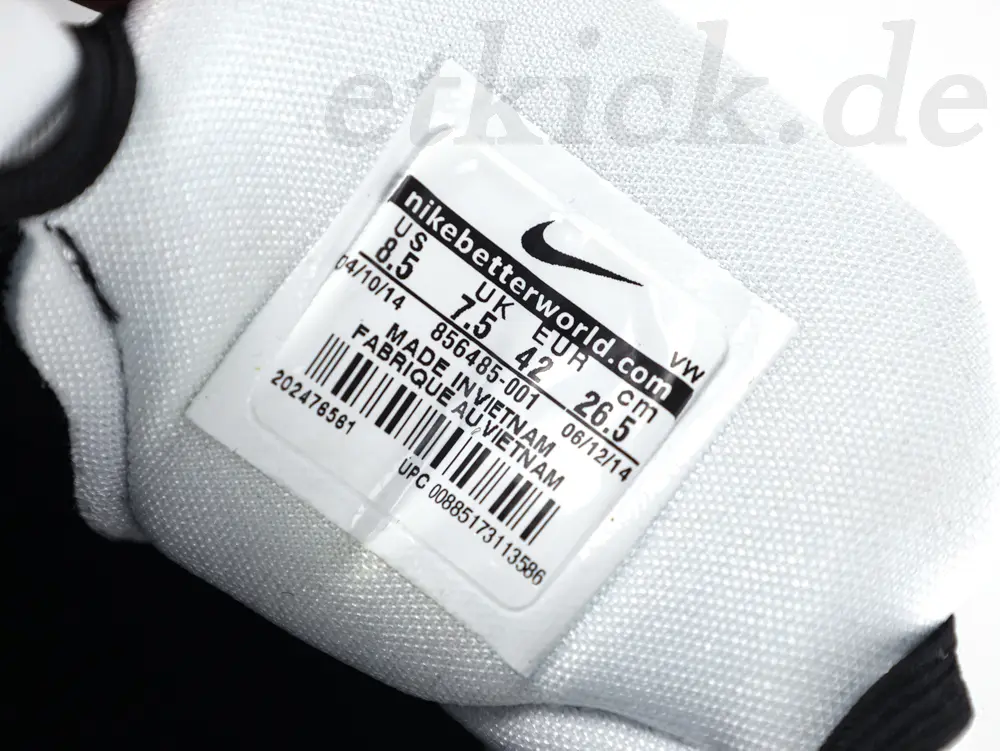 etkick.de
nikebetterworld.com
US UK EUR cm VW
8.5 7.5 42 26.5
04/10/14 856485-001 06/12/14
MADE IN VIETNAM
FABRIQUE AU VIETNAM
202476581
UPC 00885173113586